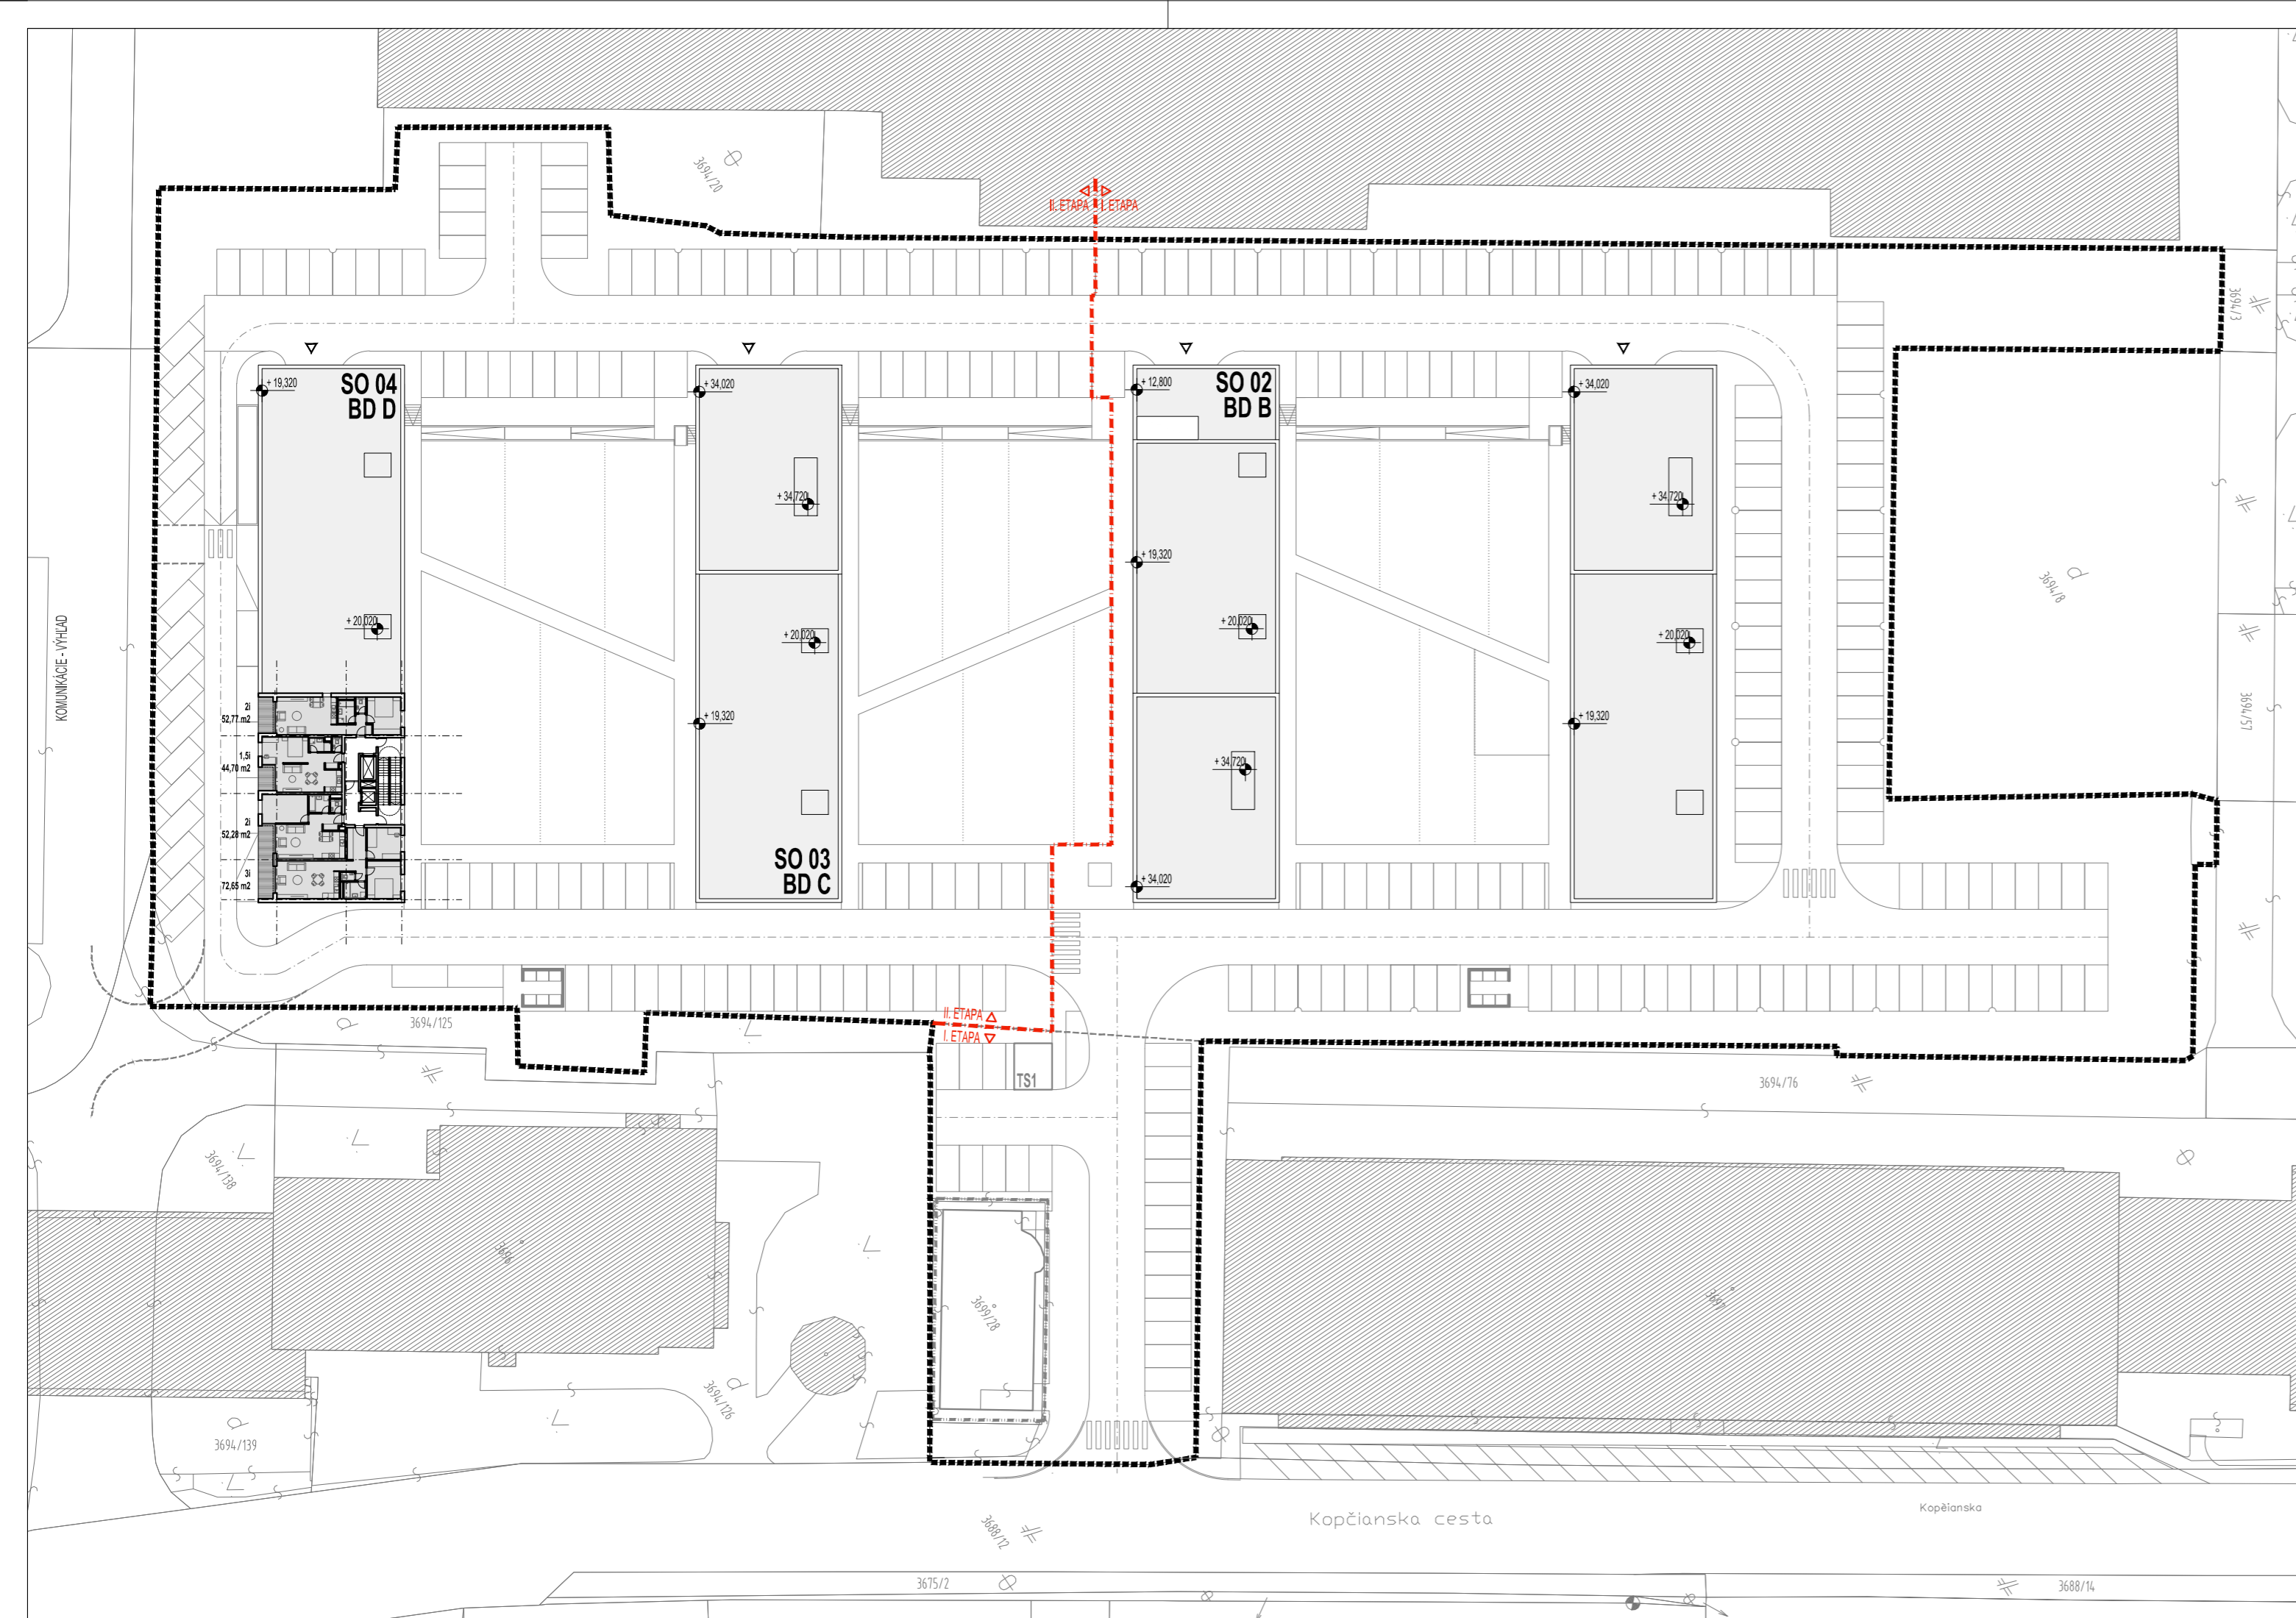 3694/20
II. ETAPA
I. ETAPA
3694/3
+ 19,320
SO 04
BD D
+ 34,020
+ 12,800
SO 02
BD B
+ 34,020
+ 34,720
+ 34,720
+ 19,320
3694/8
KOMUNIKÁCIE - VÝHĽAD
+ 20,020
+ 20,020
+ 20,020
+ 20,020
3694/57
2i
52,77 m2
+ 19,320
+ 19,320
1,5i
44,70 m2
+ 34,720
2i
52,28 m2
SO 03
BD C
3i
72,65 m2
+ 34,020
II. ETAPA
I. ETAPA
3694/125
TS1
3694/76
3694/138
3696
3699/28
3697
3694/126
3694/139
Kopčianska cesta
Kopèianska
3688/12
3675/2
3688/14